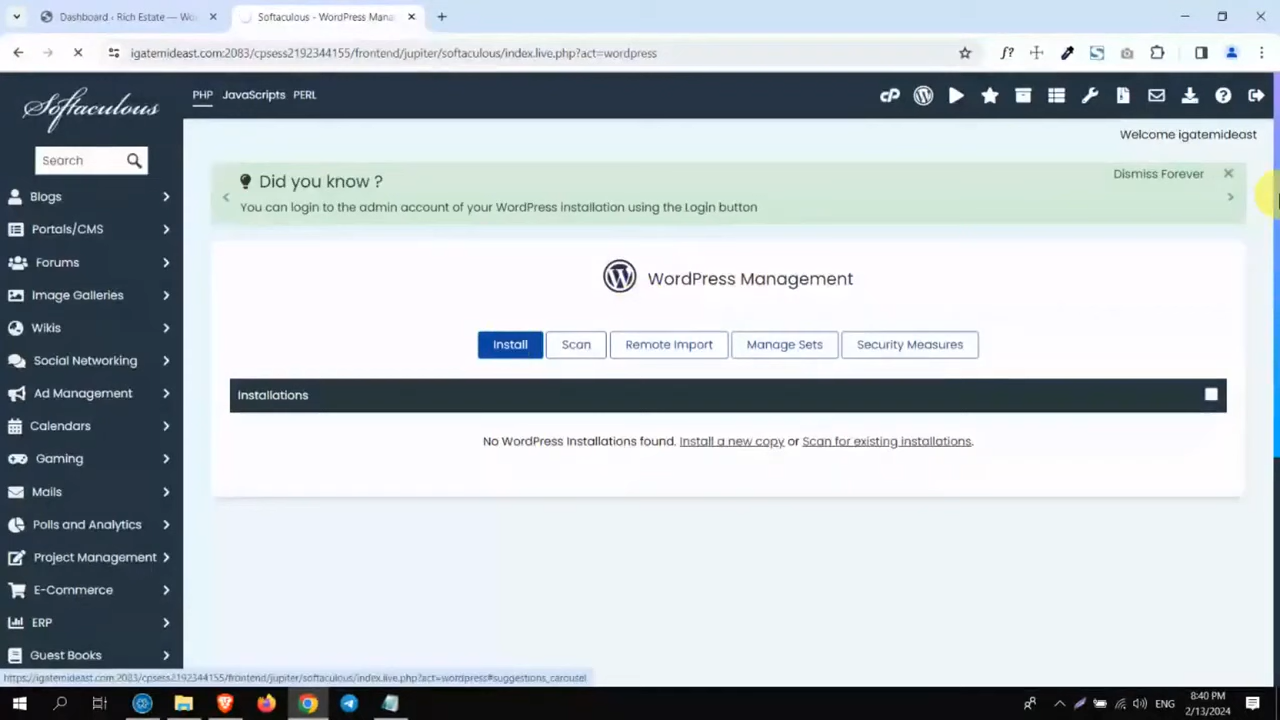 Dashboard ‹ Rich Estate — Wo
Softaculous - WordPress Mana
igatemideast.com:2083/cpsess2192344155/frontend/jupiter/softaculous/index.live.php?act=wordpress
f?
Softaculous
PHP
JavaScripts
PERL
cP
Welcome igatemideast
Search
Did you know ?
Dismiss Forever
You can login to the admin account of your WordPress installation using the Login button
Blogs
Portals/CMS
Forums
Image Galleries
Wikis
Social Networking
Ad Management
Calendars
Gaming
Mails
Polls and Analytics
Project Management
E-Commerce
ERP
Guest Books
WordPress Management
Install
Scan
Remote Import
Manage Sets
Security Measures
Installations
No WordPress Installations found. Install a new copy or Scan for existing installations.
https://igatemideast.com:2083/cpsess2192344155/frontend/jupiter/softaculous/index.live.php?act=wordpress#suggestions_carousel
ENG
8:40 PM
2/13/2024